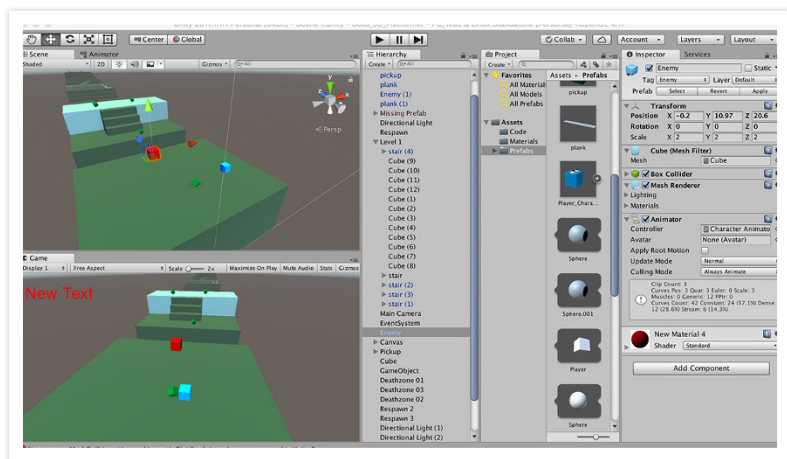 Center
Global
Collab
Account
Layers
Layout
Scene
Animator
Shaded
2D
Gizmos
All
y
x
z
Persp
Game
Display 1
Free Aspect
Scale
2x
Maximize On Play
Mute Audio
Stats
Gizmos
New Text
Hierarchy
Create
All
pickup
plank
Enemy (1)
plank (1)
Missing Prefab
Directional Light
Respawn
Level 1
stair (4)
Cube (9)
Cube (10)
Cube (11)
Cube (12)
Cube (1)
Cube (2)
Cube (3)
Cube (4)
Cube (5)
Cube (6)
Cube (7)
Cube (8)
stair
stair (2)
stair (3)
stair (1)
Main Camera
EventSystem
Enemy
Canvas
Pickup
Cube
GameObject
Deathzone 01
Deathzone 03
Deathzone 02
Respawn 2
Respawn 3
Directional Light (1)
Directional Light (2)
Project
Create
Favorites
All Material
All Models
All Prefabs
Assets
Code
Materials
Prefabs
Assets
Prefabs
pickup
plank
Player_Chara...
Sphere
Sphere.001
Player
Sphere
Inspector
Services
Enemy
Static
Tag Enemy
Layer Default
Prefab Select Revert Apply
Transform
Position X -0.2 Y 10.97 Z 20.6
Rotation X 0 Y 0 Z 0
Scale X 2 Y 2 Z 2
Cube (Mesh Filter)
Mesh Cube
Box Collider
Mesh Renderer
Lighting
Materials
Animator
Controller Character Animato
Avatar None (Avatar)
Apply Root Motion
Update Mode Normal
Culling Mode Always Animate
Clip Count: 3
Curves Pos: 3 Quat: 3 Euler: 0 Scale: 3
Muscles: 0 Generic: 12 PPtr: 0
Curves Count: 42 Constant: 24 (57.1%) Dense:
12 (28.6%) Stream: 6 (14.3%)
New Material 4
Shader Standard
Add Component